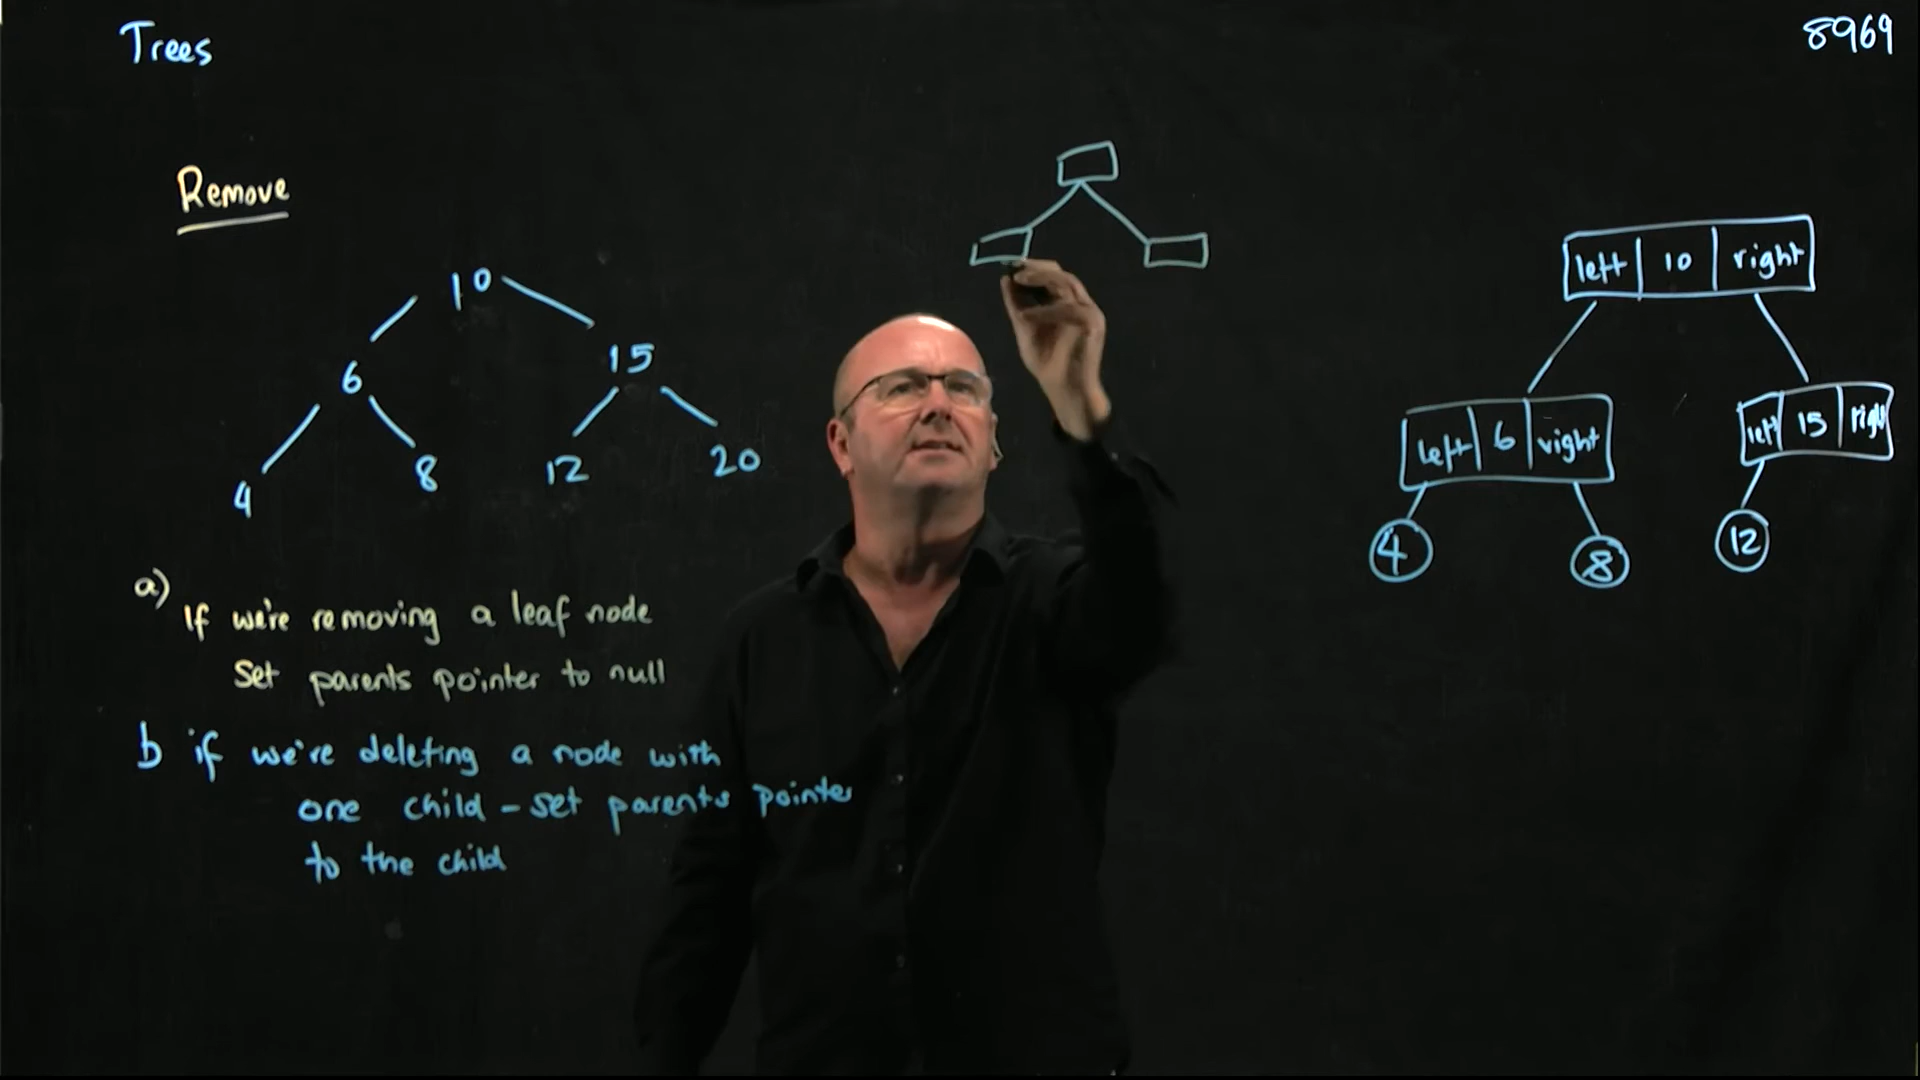 Trees
8969
Remove
10
6
15
4
8
12
20
a)
If we're removing a leaf node
set parents pointer to null
b if we're deleting a node with
one child - set parents pointer
to the child
left 10 right
left 6 right
left 15 right
4
8
12